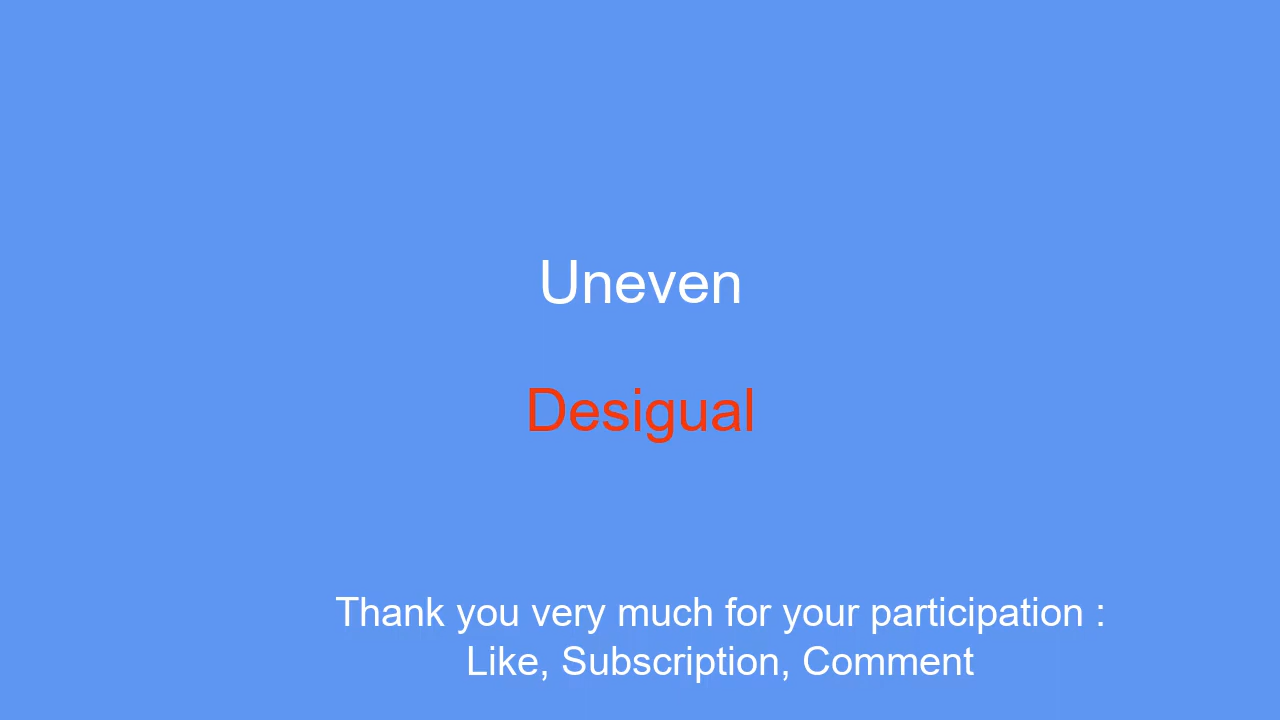 Uneven
Desigual
Thank you very much for your participation :
Like, Subscription, Comment